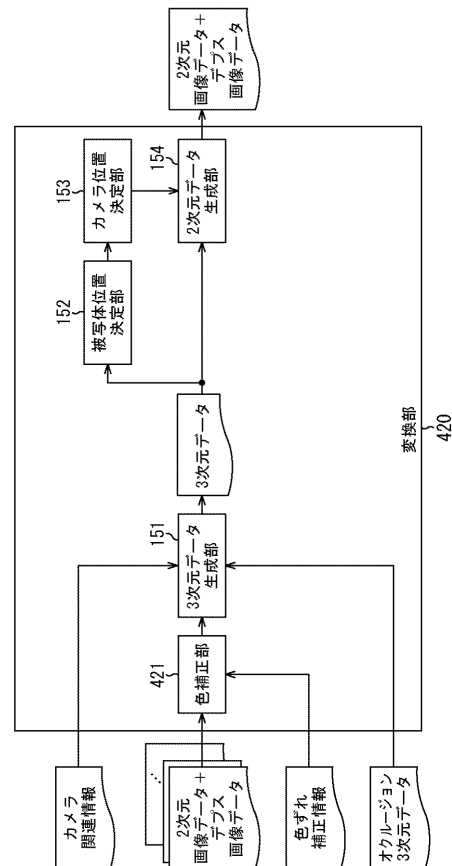 カメラ
関連情報
2次元
画像データ+
デプス
画像データ
…
色ずれ
補正情報
オクルージョン
3次元データ
421
色補正部
151
3次元データ
生成部
3次元データ
152
被写体位置
決定部
153
カメラ位置
決定部
154
2次元データ
生成部
変換部
420
2次元
画像データ+
デプス
画像データ